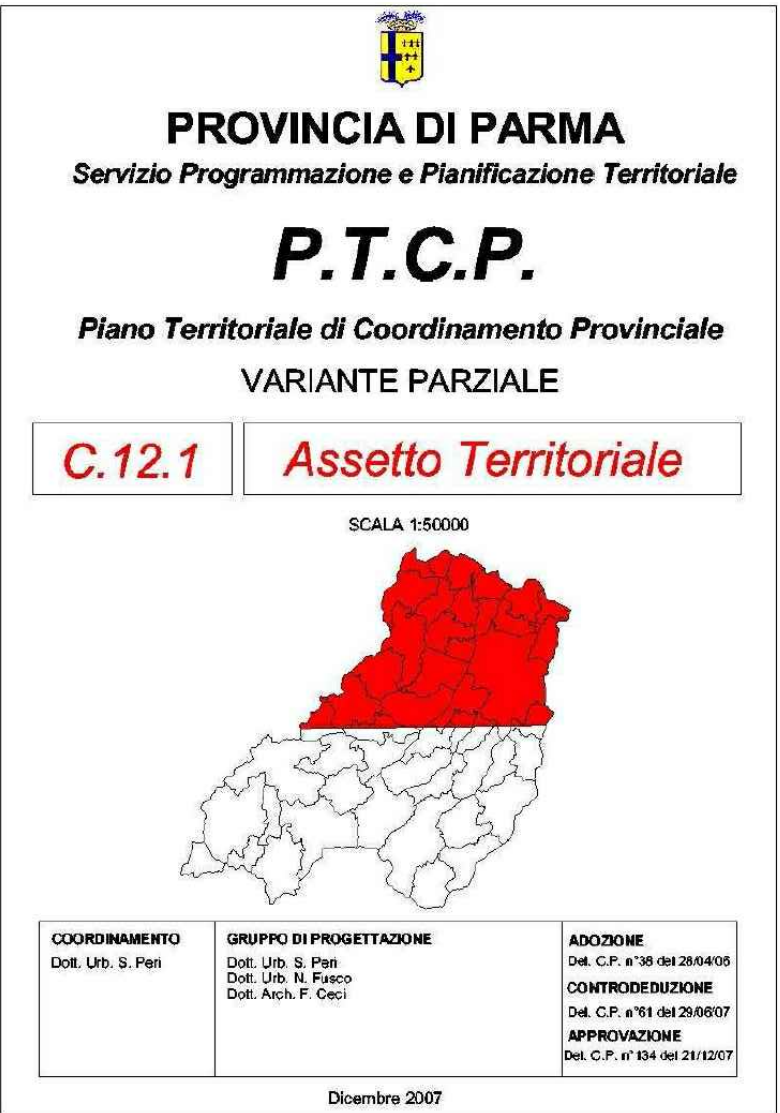 PROVINCIA DI PARMA
Servizio Programmazione e Pianificazione Territoriale
P.T.C.P.
Piano Territoriale di Coordinamento Provinciale
VARIANTE PARZIALE
C.12.1
Assetto Territoriale
SCALA 1:50000
COORDINAMENTO
Dott. Urb. S. Peri
GRUPPO DI PROGETTAZIONE
Dott. Urb. S. Peri
Dott. Urb. N. Fusco
Dott. Arch. F. Ceci
ADOZIONE
Del. C.P. n°38 del 28/04/06
CONTRODEDUZIONE
Del. C.P. n°61 del 29/06/07
APPROVAZIONE
Del. C.P. n° 134 del 21/12/07
Dicembre 2007